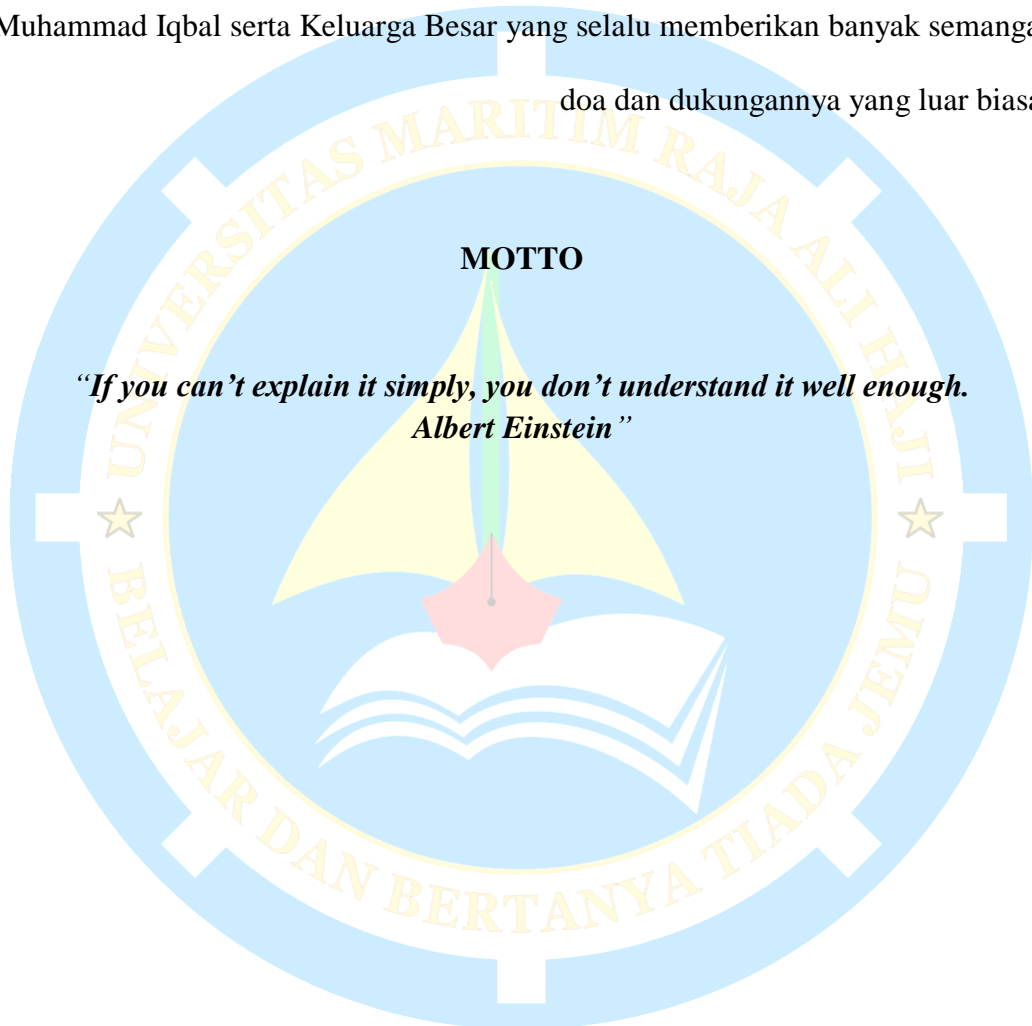 Muhammad Iqbal serta Keluarga Besar yang selalu memberikan banyak
doa dan dukungannya yang luar
UNIVERSITAS MARITIM RAJA ALI HAJI
MOTTO
“If you can’t explain it simply, you don’t understand it well enough.
Albert Einstein”
BELAJAR DAN BERTANYA TIADA JEMU